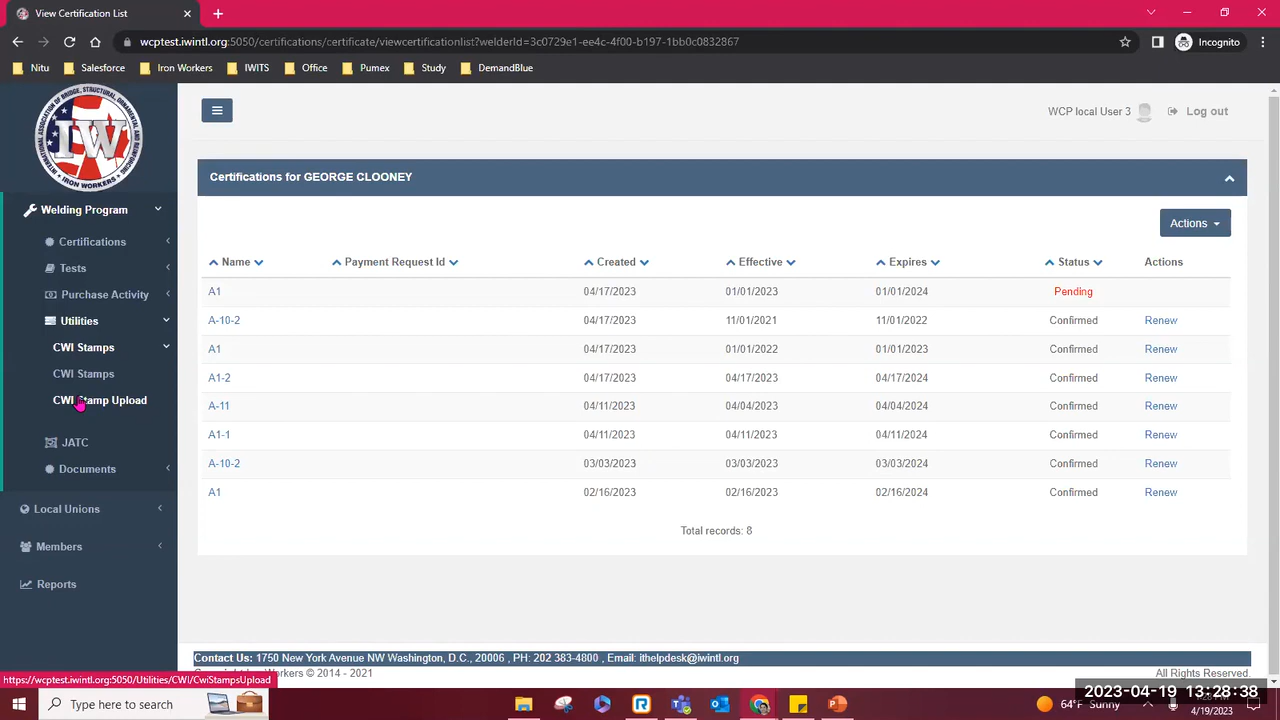 View Certification List
wcptest.iwintl.org:5050/certifications/certificate/viewcertificationlist?welderId=3c0729e1-ee4c-4f00-b197-1bb0c0832867
Incognito
Nitu Salesforce Iron Workers IWITS Office Pumex Study DemandBlue
IW
WCP local User 3 Log out
Welding Program
Certifications
Tests
Purchase Activity
Utilities
CWI Stamps
CWI Stamps
CWI Stamp Upload
JATC
Documents
Local Unions
Members
Reports
Certifications for GEORGE CLOONEY
Actions
Name Payment Request Id Created Effective Expires Status Actions
A1 04/17/2023 01/01/2023 01/01/2024 Pending
A-10-2 04/17/2023 11/01/2021 11/01/2022 Confirmed Renew
A1 04/17/2023 01/01/2022 01/01/2023 Confirmed Renew
A1-2 04/17/2023 04/17/2023 04/17/2024 Confirmed Renew
A-11 04/11/2023 04/04/2023 04/04/2024 Confirmed Renew
A1-1 04/11/2023 04/11/2023 04/11/2024 Confirmed Renew
A-10-2 03/03/2023 03/03/2023 03/03/2024 Confirmed Renew
A1 02/16/2023 02/16/2023 02/16/2024 Confirmed Renew
Total records: 8
Contact Us: 1750 New York Avenue NW Washington, D.C., 20006 , PH: 202 383-4800 , Email: ithelpdesk@iwintl.org
orkers © 2014 - 2021 All Rights Reserved.
https://wcptest.iwintl.org:5050/Utilities/CWI/CwiStampsUpload
2023-04-19 13:28:38
Type here to search
64°F Sunny
4/19/2023